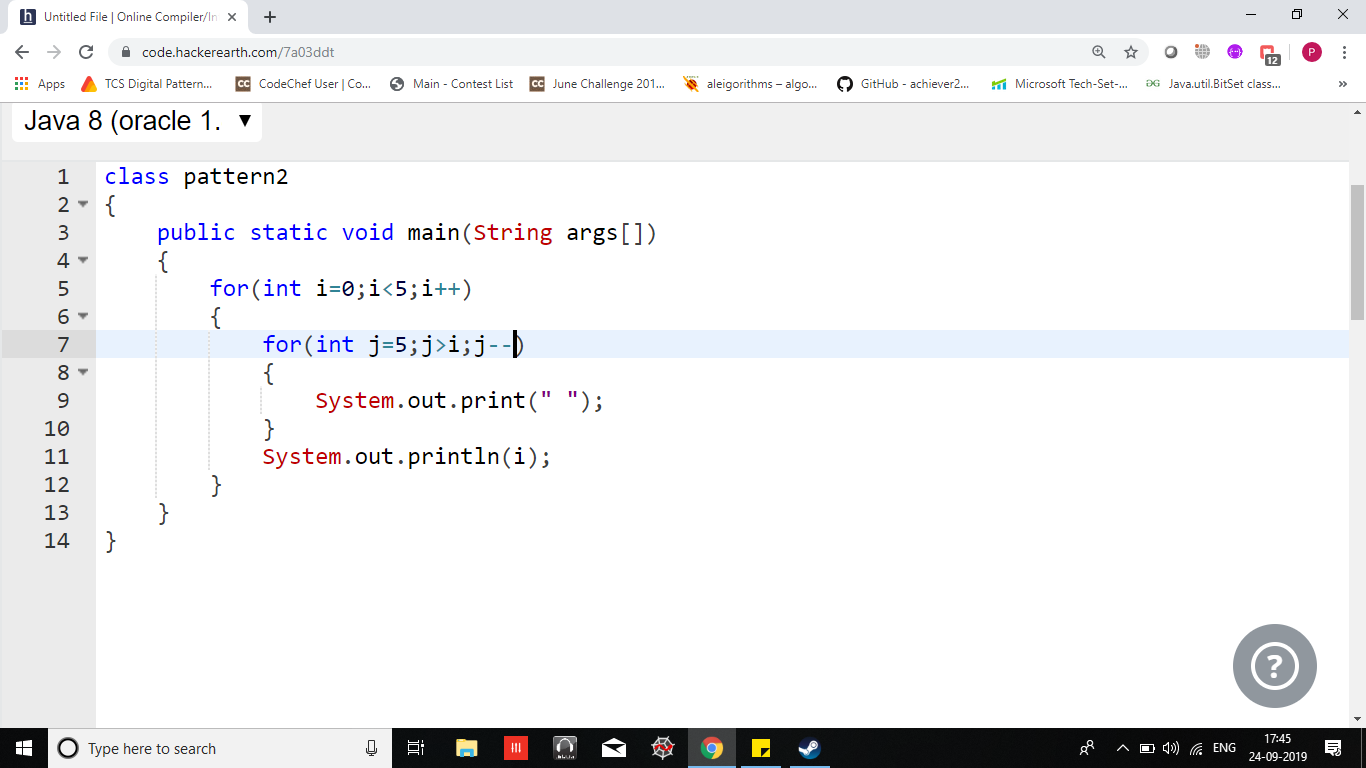 Untitled File | Online Compiler/In
code.hackerearth.com/7a03ddt
P
12
Apps
TCS Digital Pattern...
CC
CodeChef User | Co...
Main - Contest List
CC
June Challenge 201...
aleigorithms – algo...
GitHub - achiever2...
Microsoft Tech-Set-...
Java.util.BitSet class...
»
Java 8 (oracle 1.
1 class pattern2
2 {
3 public static void main(String args[])
4 {
5 for(int i=0;i<5;i++)
6 {
7 for(int j=5;j>i;j--)
8 {
9 System.out.print(" ");
10 }
11 System.out.println(i);
12 }
13 }
14 }
?
Type here to search
ENG
17:45
24-09-2019